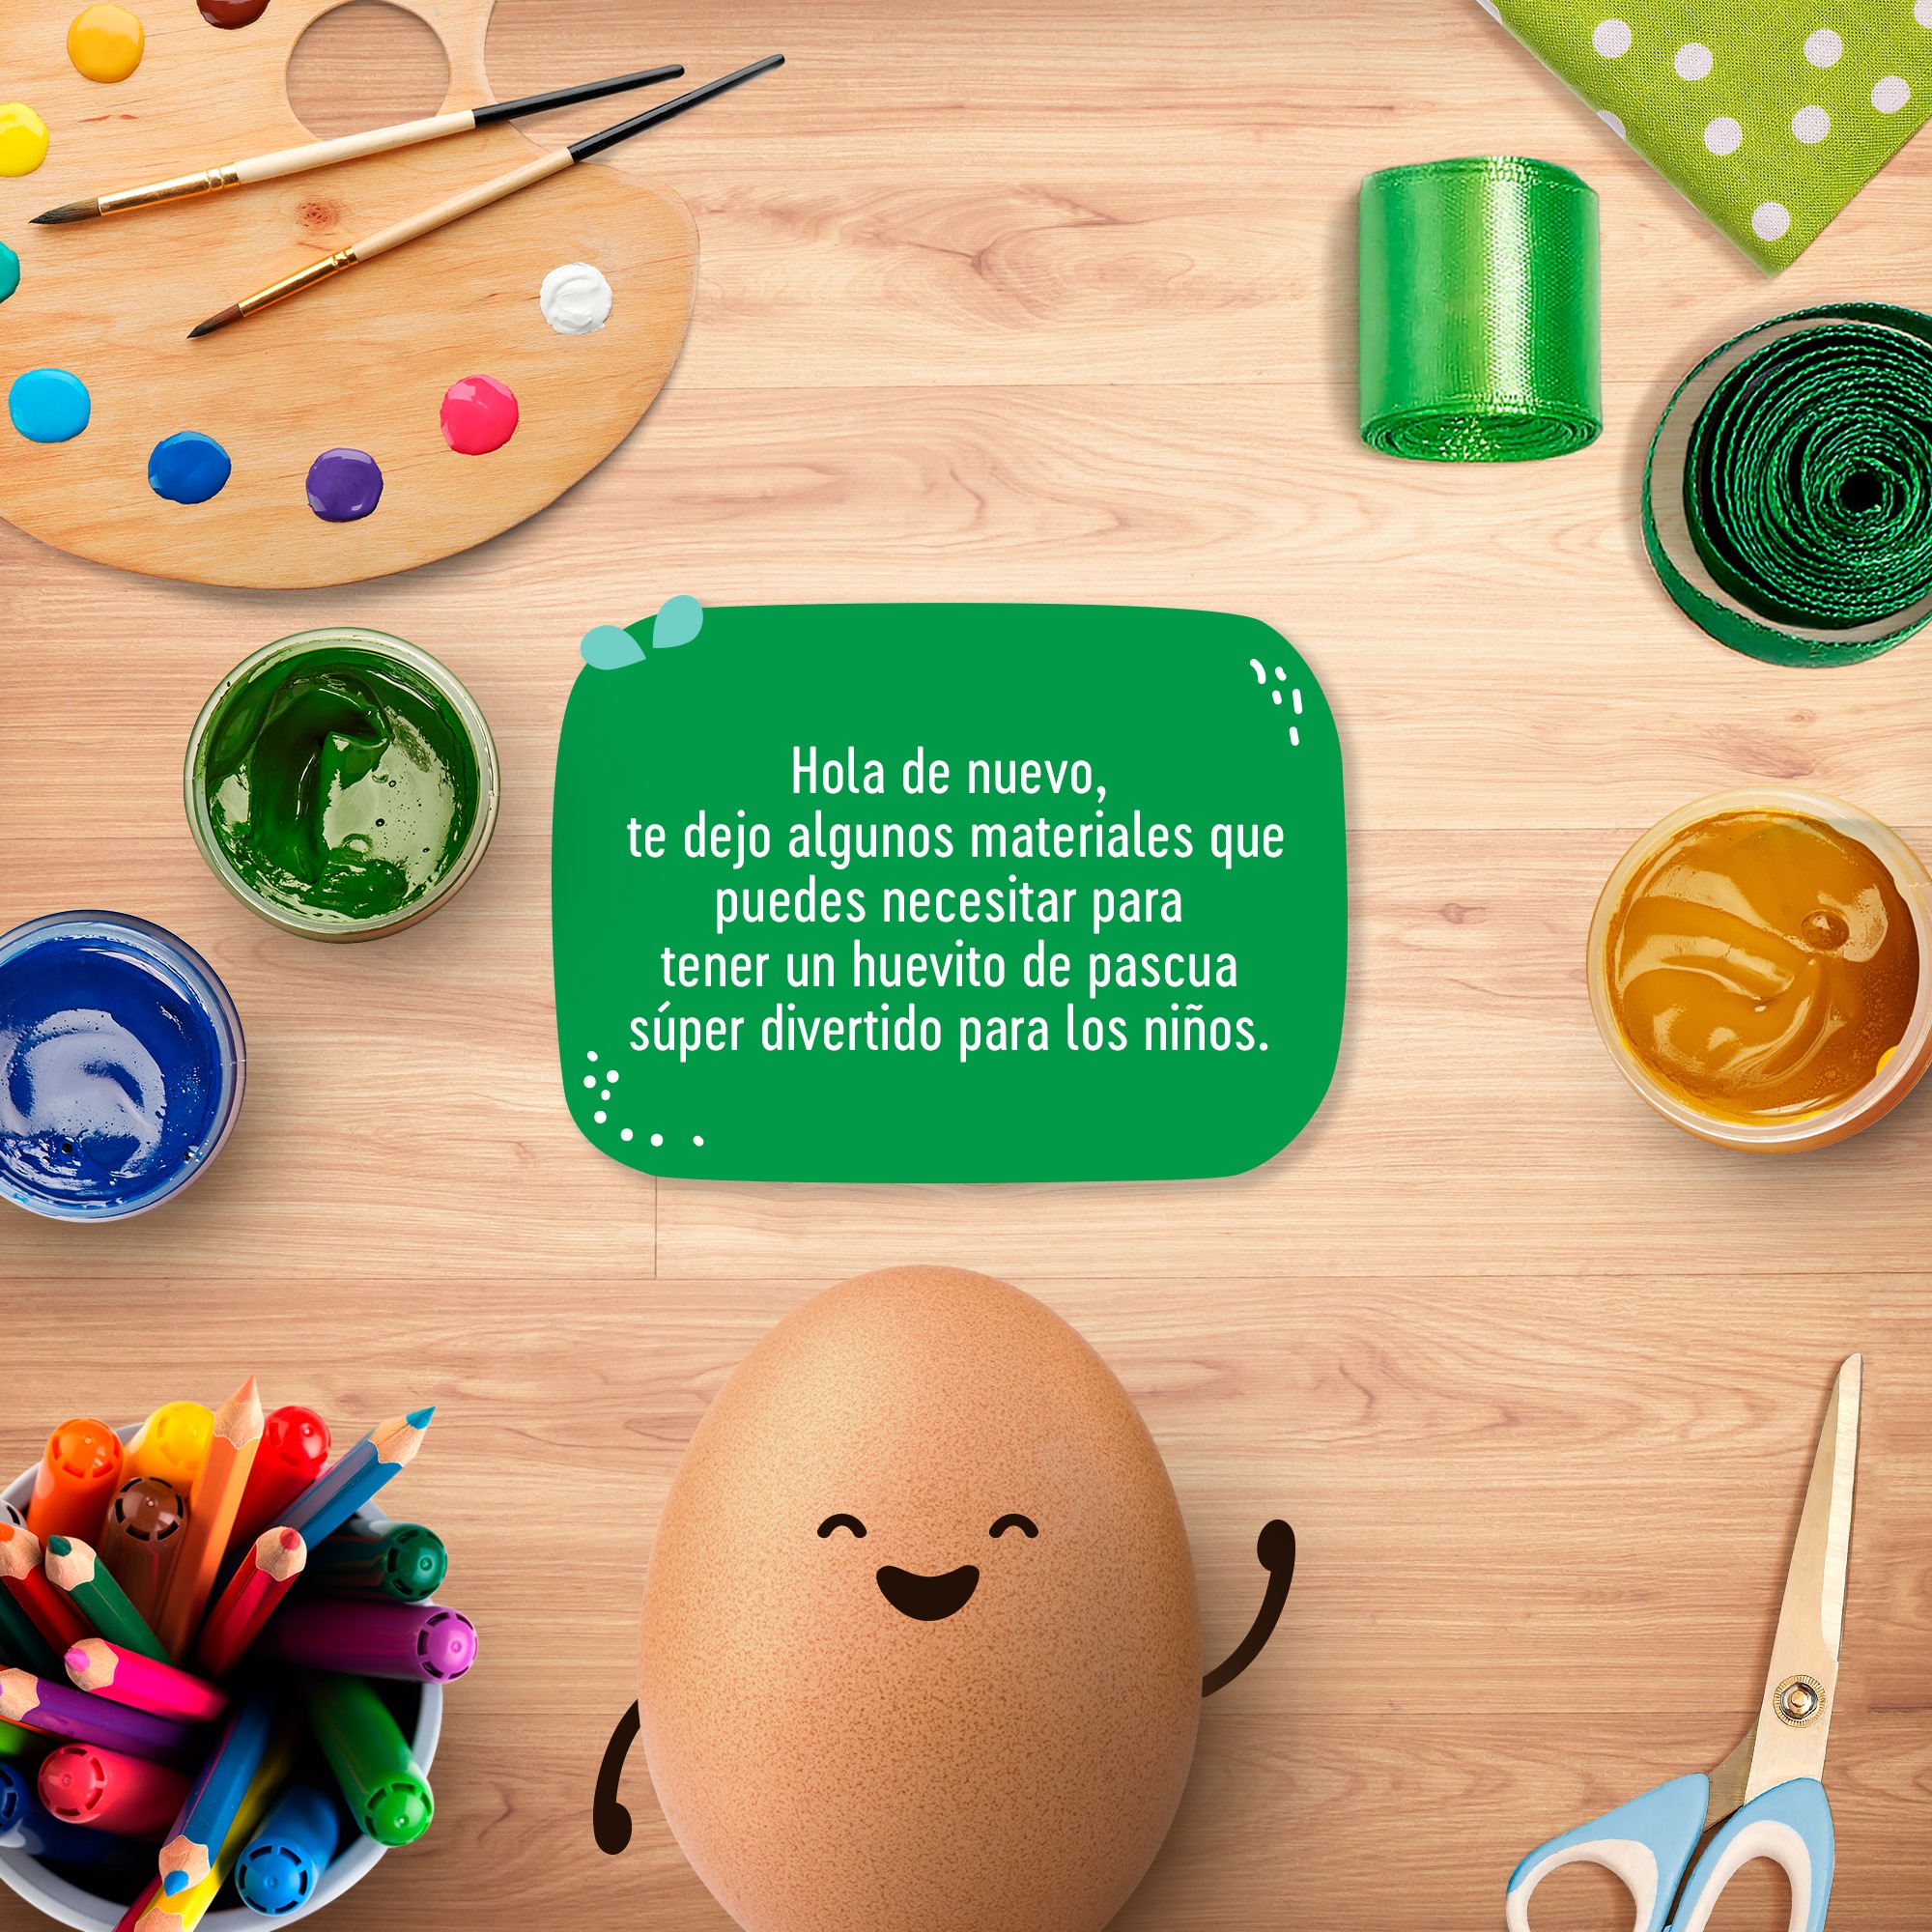 Hola de nuevo,
te dejo algunos materiales que
puedes necesitar para
tener un huevito de pascua
súper divertido para los niños.